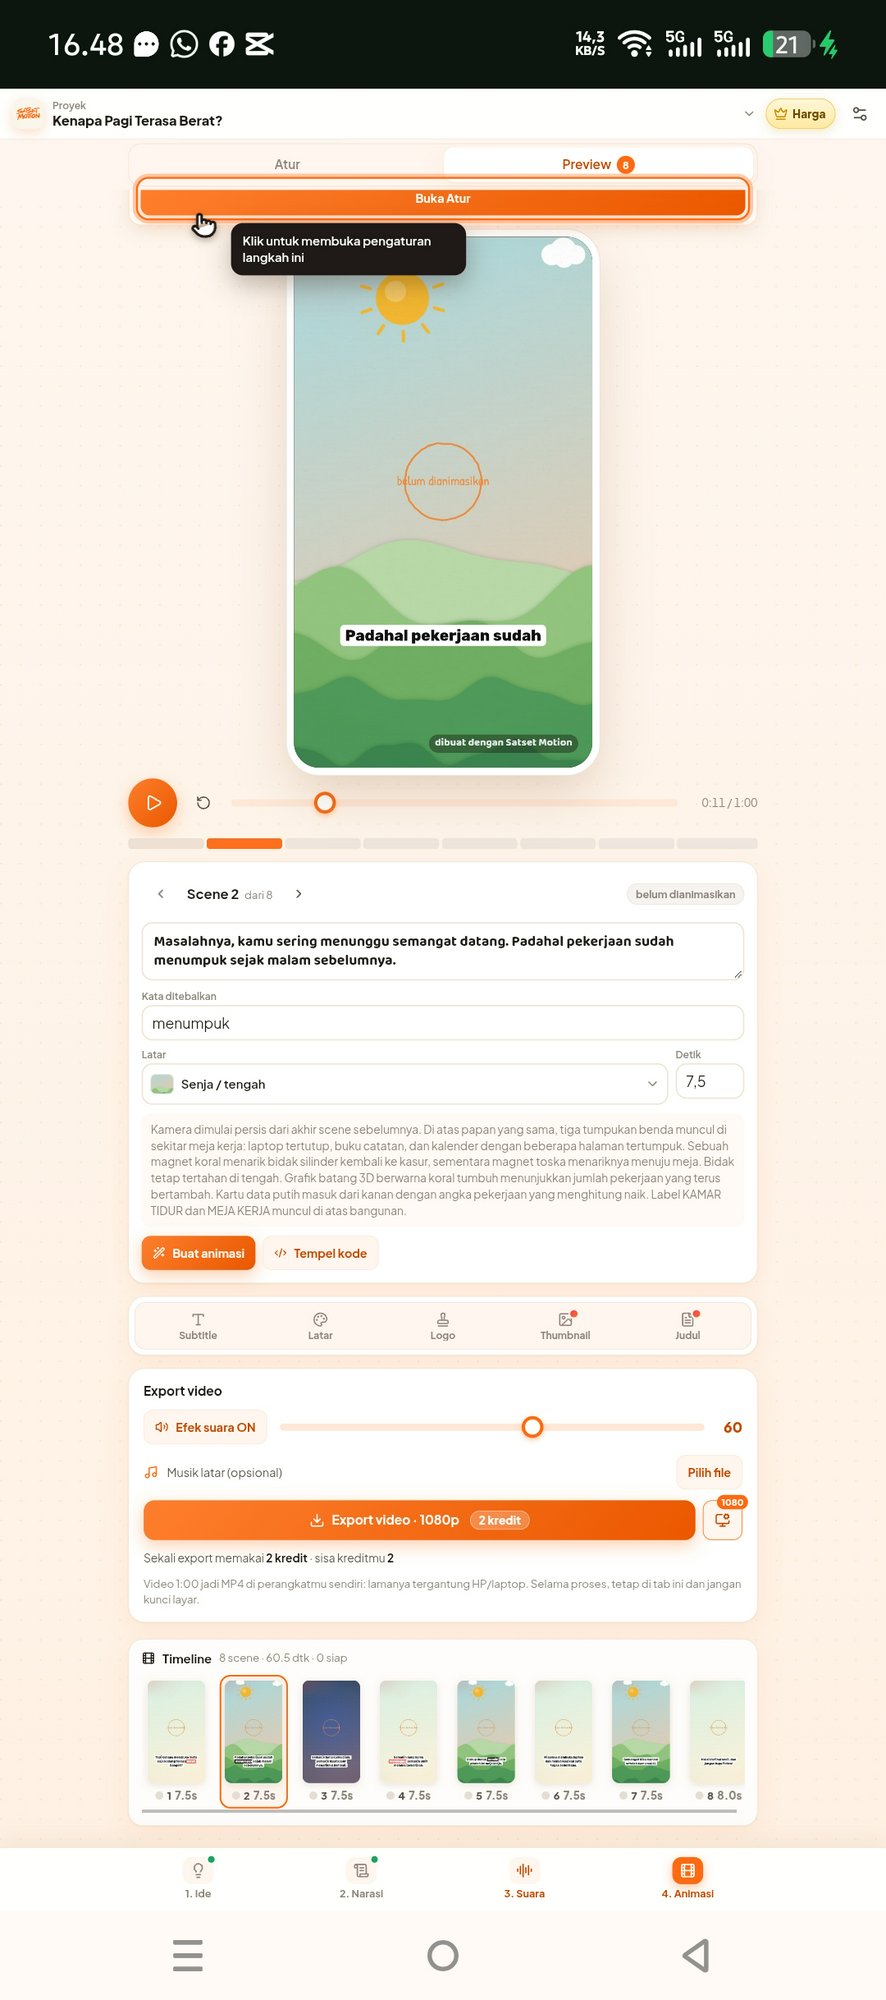 16.48
14,3
KB/S
5G
5G
21
SATSET
MOTION
Proyek
Kenapa Pagi Terasa Berat?
Harga
Atur
Preview 8
Buka Atur
Klik untuk membuka pengaturan
langkah ini
belum dianimasikan
Padahal pekerjaan sudah
dibuat dengan Satset Motion
0:11 / 1:00
Scene 2 dari 8
belum dianimasikan
Masalahnya, kamu sering menunggu semangat datang. Padahal pekerjaan sudah
menumpuk sejak malam sebelumnya.
Kata ditebalkan
menumpuk
Latar
Detik
Senja / tengah
7,5
Kamera dimulai persis dari akhir scene sebelumnya. Di atas papan yang sama, tiga tumpukan benda muncul di
sekitar meja kerja: laptop tertutup, buku catatan, dan kalender dengan beberapa halaman tertumpuk. Sebuah
magnet koral menarik bidak silinder kembali ke kasur, sementara magnet toska menariknya menuju meja. Bidak
tetap tertahan di tengah. Grafik batang 3D berwarna koral tumbuh menunjukkan jumlah pekerjaan yang terus
bertambah. Kartu data putih masuk dari kanan dengan angka pekerjaan yang menghitung naik. Label KAMAR
TIDUR dan MEJA KERJA muncul di atas bangunan.
Buat animasi
Tempel kode
Subtitle
Latar
Logo
Thumbnail
Judul
Export video
Efek suara ON
60
Musik latar (opsional)
Pilih file
Export video · 1080p 2 kredit
1080
Sekali export memakai 2 kredit · sisa kreditmu 2
Video 1:00 jadi MP4 di perangkatmu sendiri: lamanya tergantung HP/laptop. Selama proses, tetap di tab ini dan jangan
kunci layar.
Timeline 8 scene · 60.5 dtk · 0 siap
1 7.5s
2 7.5s
3 7.5s
4 7.5s
5 7.5s
6 7.5s
7 7.5s
8 8.0s
1. Ide
2. Narasi
3. Suara
4. Animasi